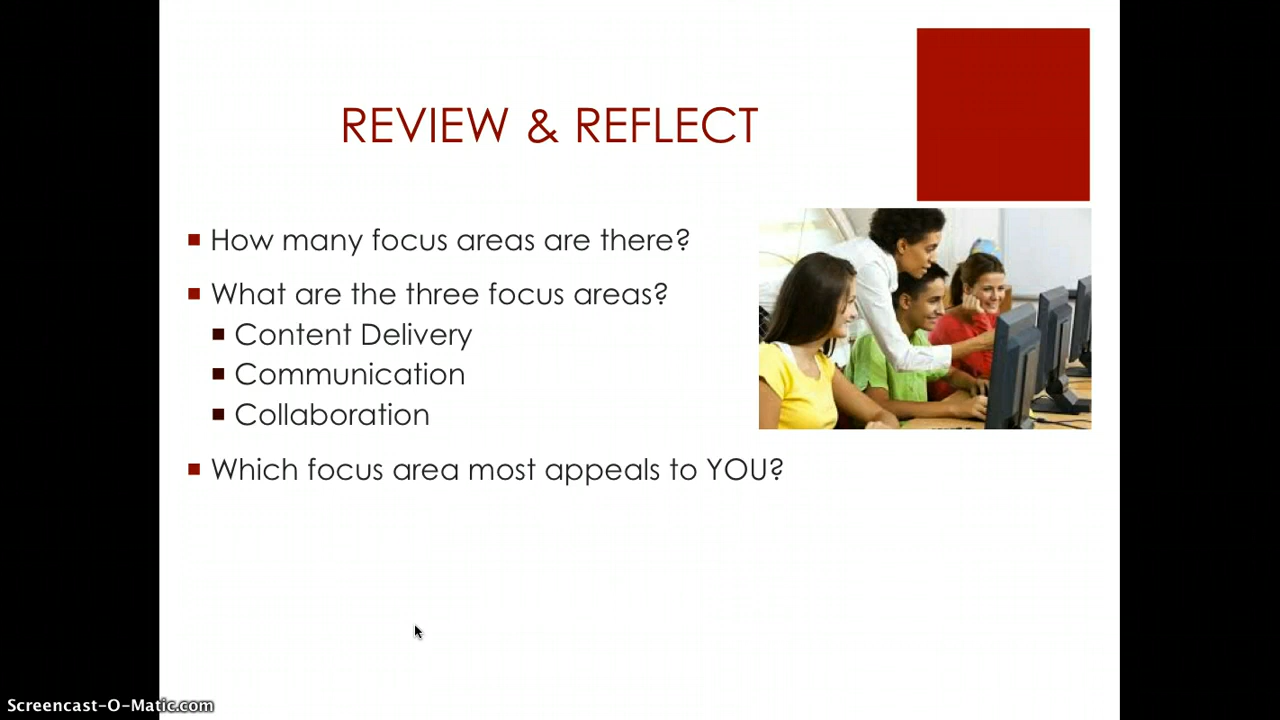 REVIEW & REFLECT
How many focus areas are there?
What are the three focus areas?
Content Delivery
Communication
Collaboration
Which focus area most appeals to YOU?
Screencast-O-Matic.com